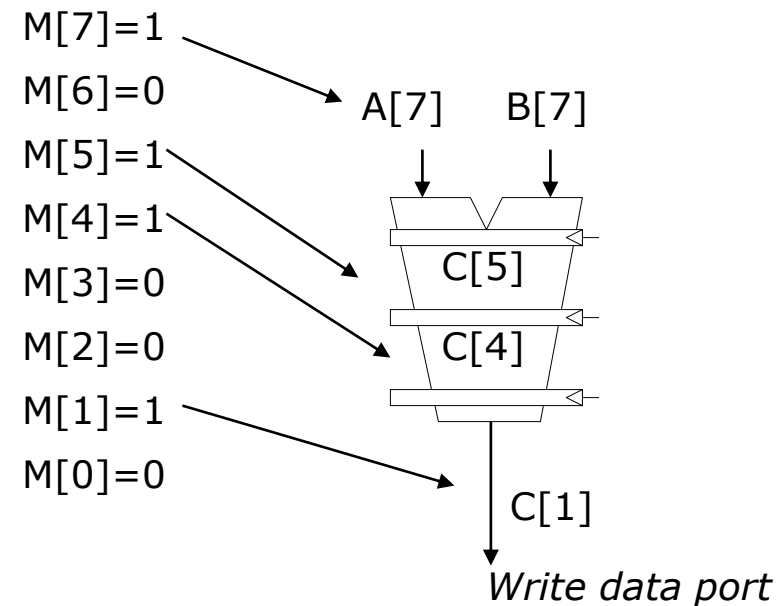 M[7]=1
M[6]=0
A[7] B[7]
M[5]=1
M[4]=1
C[5]
M[3]=0
M[2]=0
C[4]
M[1]=1
M[0]=0
C[1]
Write data port